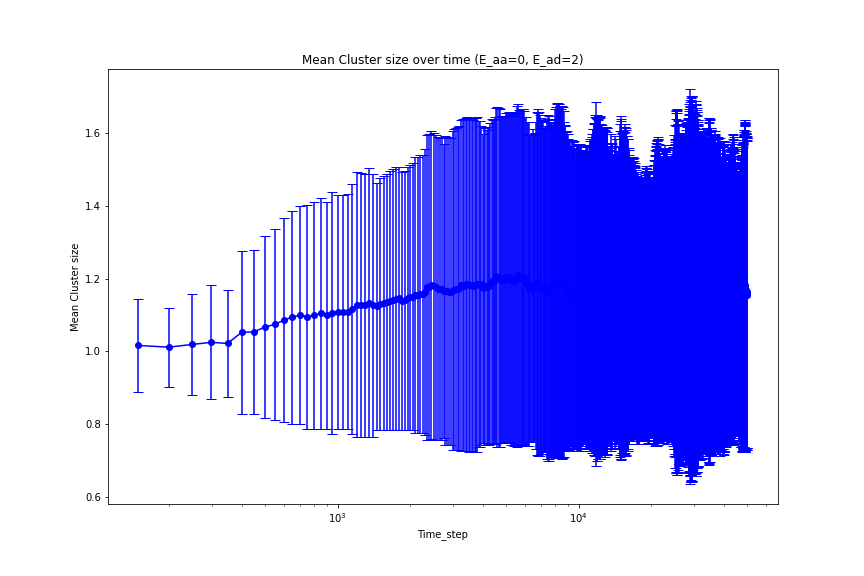 Mean Cluster size over time (E_aa=0, E_ad=2)
Mean Cluster size
1.6
1.4
1.2
1.0
0.8
0.6
10³
10⁴
Time_step